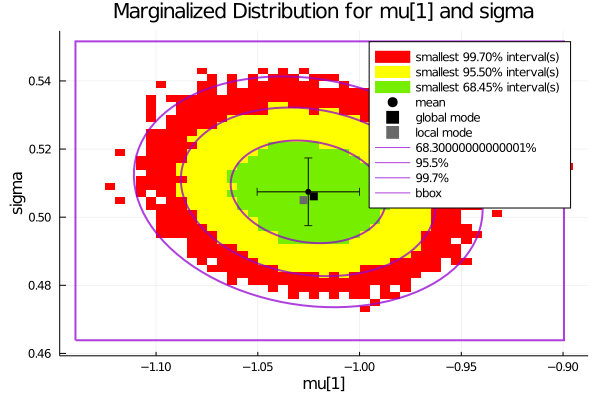 Marginalized Distribution for mu[1] and sigma
smallest 99.70% interval(s)
smallest 95.50% interval(s)
smallest 68.45% interval(s)
mean
global mode
local mode
68.30000000000001%
95.5%
99.7%
bbox
sigma
0.54
0.52
0.50
0.48
0.46
−1.10
−1.05
−1.00
−0.95
−0.90
mu[1]